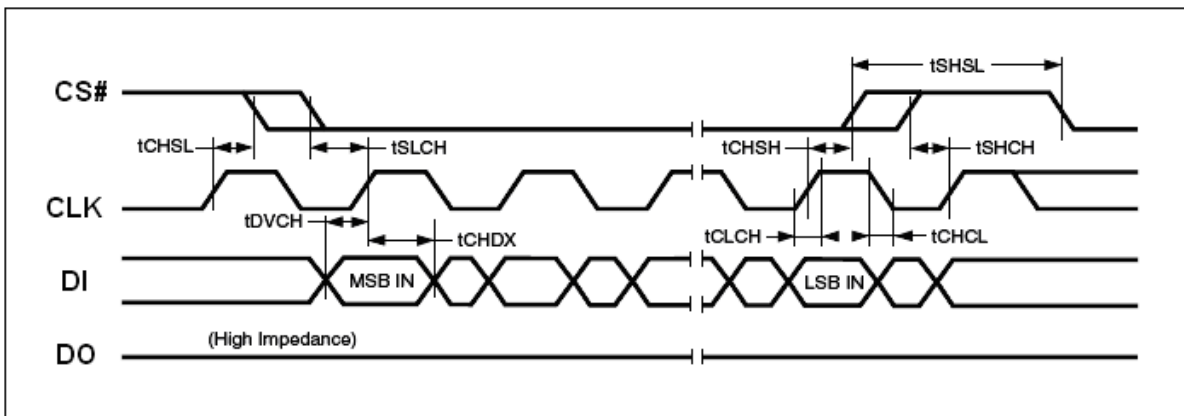 tSHSL
CS#
tCHSL
tSLCH
tCHSH
tSHCH
CLK
tDVCH
tCHDX
tCLCH
tCHCL
DI
MSB IN
LSB IN
(High Impedance)
DO